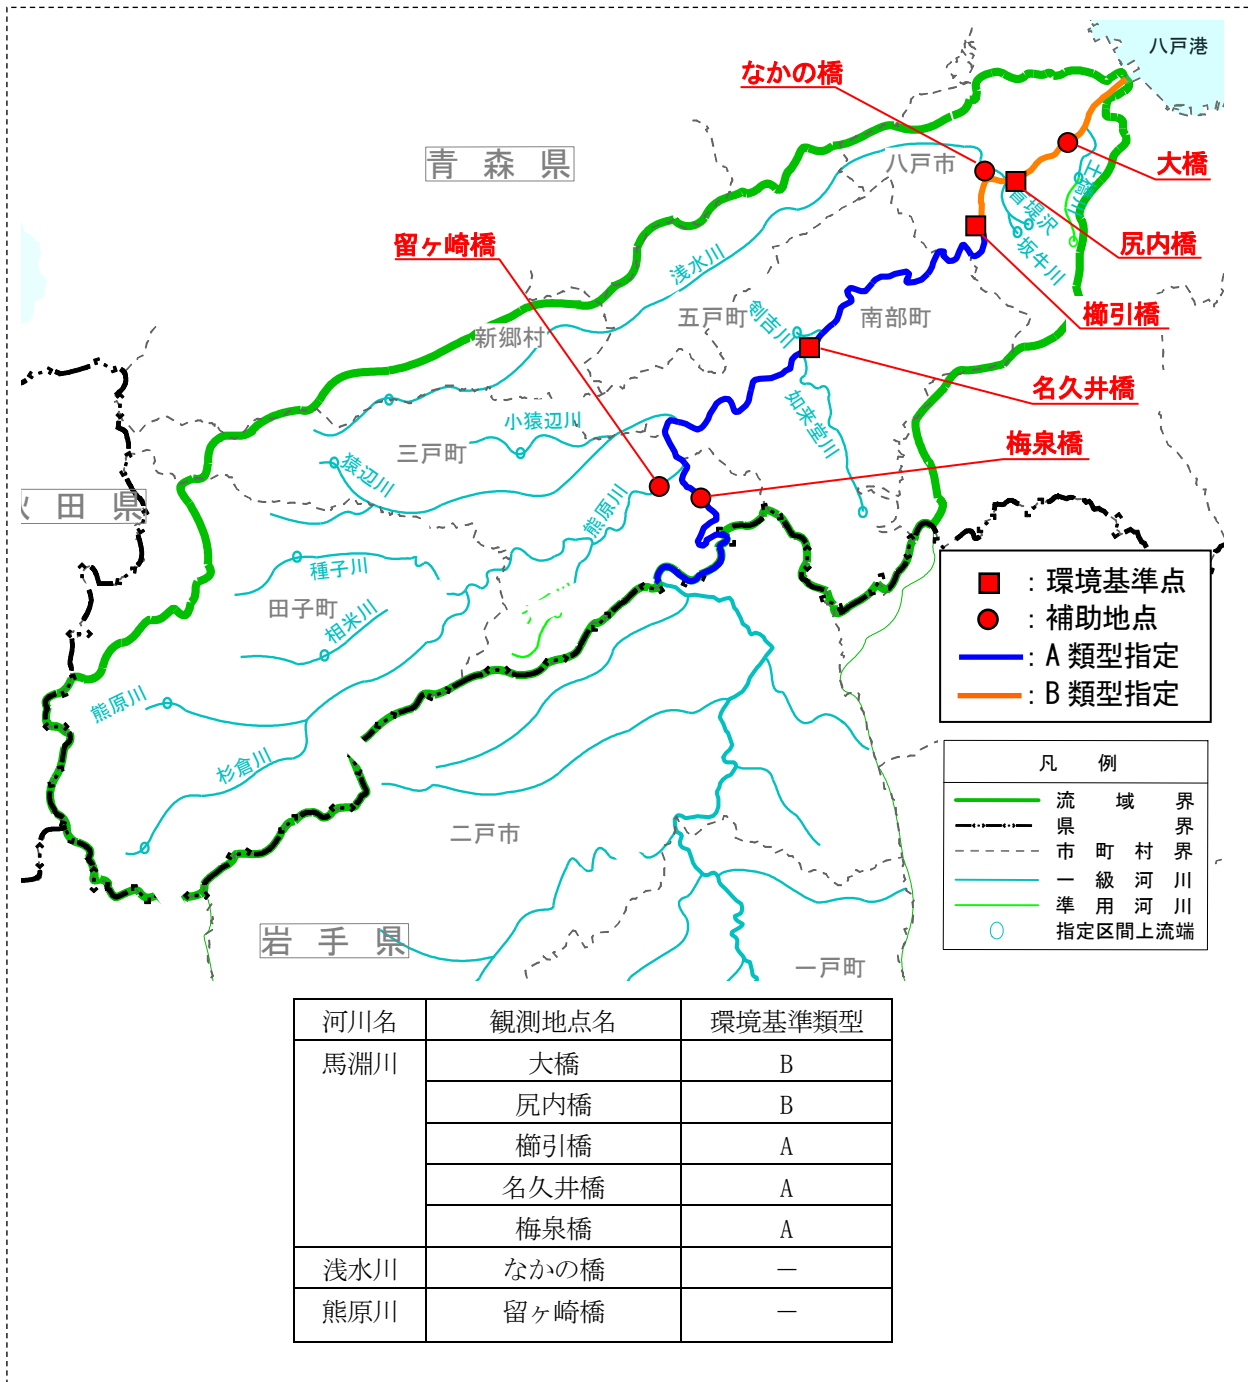 八戸港
なかの橋
青森県
八戸市
大橋
土橋川
首堤沢
坂牛川
尻内橋
留ヶ崎橋
浅水川
櫛引橋
五戸町
剣吉川
南部町
新郷村
名久井橋
如来堂川
小猿辺川
梅泉橋
三戸町
猿辺川
熊原川
田県
種子川
田子町
相米川
熊原川
杉倉川
二戸市
岩手県
一戸町
：環境基準点
：補助地点
：A 類型指定
：B 類型指定
凡例
流域界
県界
市町村界
一級河川
準用河川
指定区間上流端
河川名 観測地点名 環境基準類型
馬淵川 大橋 B
尻内橋 B
櫛引橋 A
名久井橋 A
梅泉橋 A
浅水川 なかの橋 －
熊原川 留ヶ崎橋 －